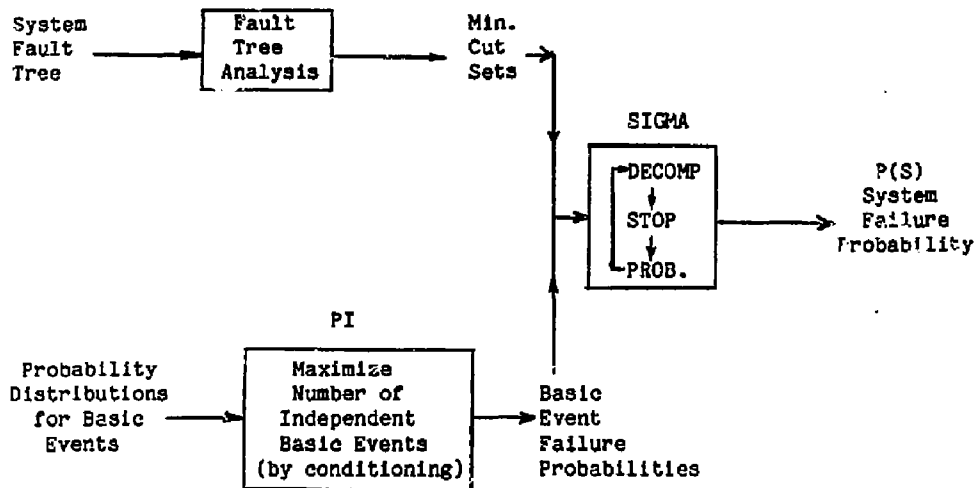 System
Fault
Tree
Fault
Tree
Analysis
Min.
Cut
Sets
SIGMA
DECOMP
STOP
PROB.
P(S)
System
Failure
Probability
PI
Probability
Distributions
for Basic
Events
Maximize
Number of
Independent
Basic Events
(by conditioning)
Basic
Event
Failure
Probabilities